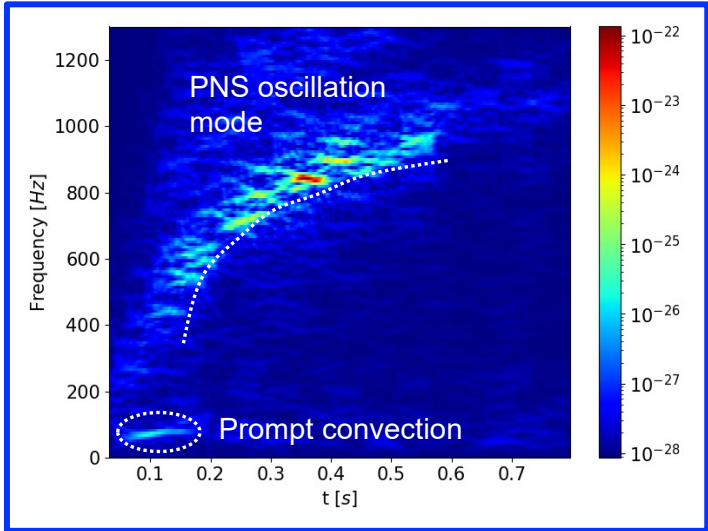 PNS oscillation
mode
Prompt convection
Frequency [Hz]
1200
1000
800
600
400
200
0
0.1 0.2 0.3 0.4 0.5 0.6 0.7
t [s]
10⁻²²
10⁻²³
10⁻²⁴
10⁻²⁵
10⁻²⁶
10⁻²⁷
10⁻²⁸